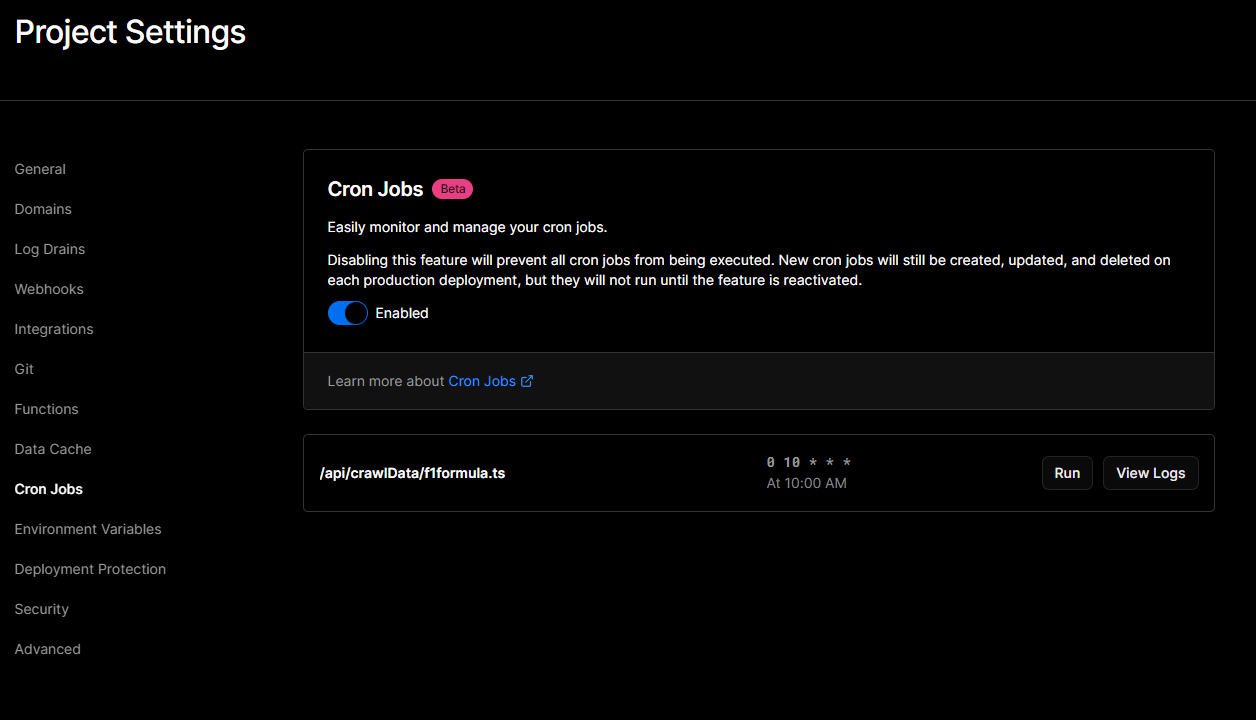 Project Settings
General
Domains
Log Drains
Webhooks
Integrations
Git
Functions
Data Cache
Cron Jobs
Environment Variables
Deployment Protection
Security
Advanced
Cron Jobs Beta
Easily monitor and manage your cron jobs.
Disabling this feature will prevent all cron jobs from being executed. New cron jobs will still be created, updated, and deleted on
each production deployment, but they will not run until the feature is reactivated.
Enabled
Learn more about Cron Jobs
/api/crawlData/f1formula.ts
0 10 * * *
At 10:00 AM
Run
View Logs